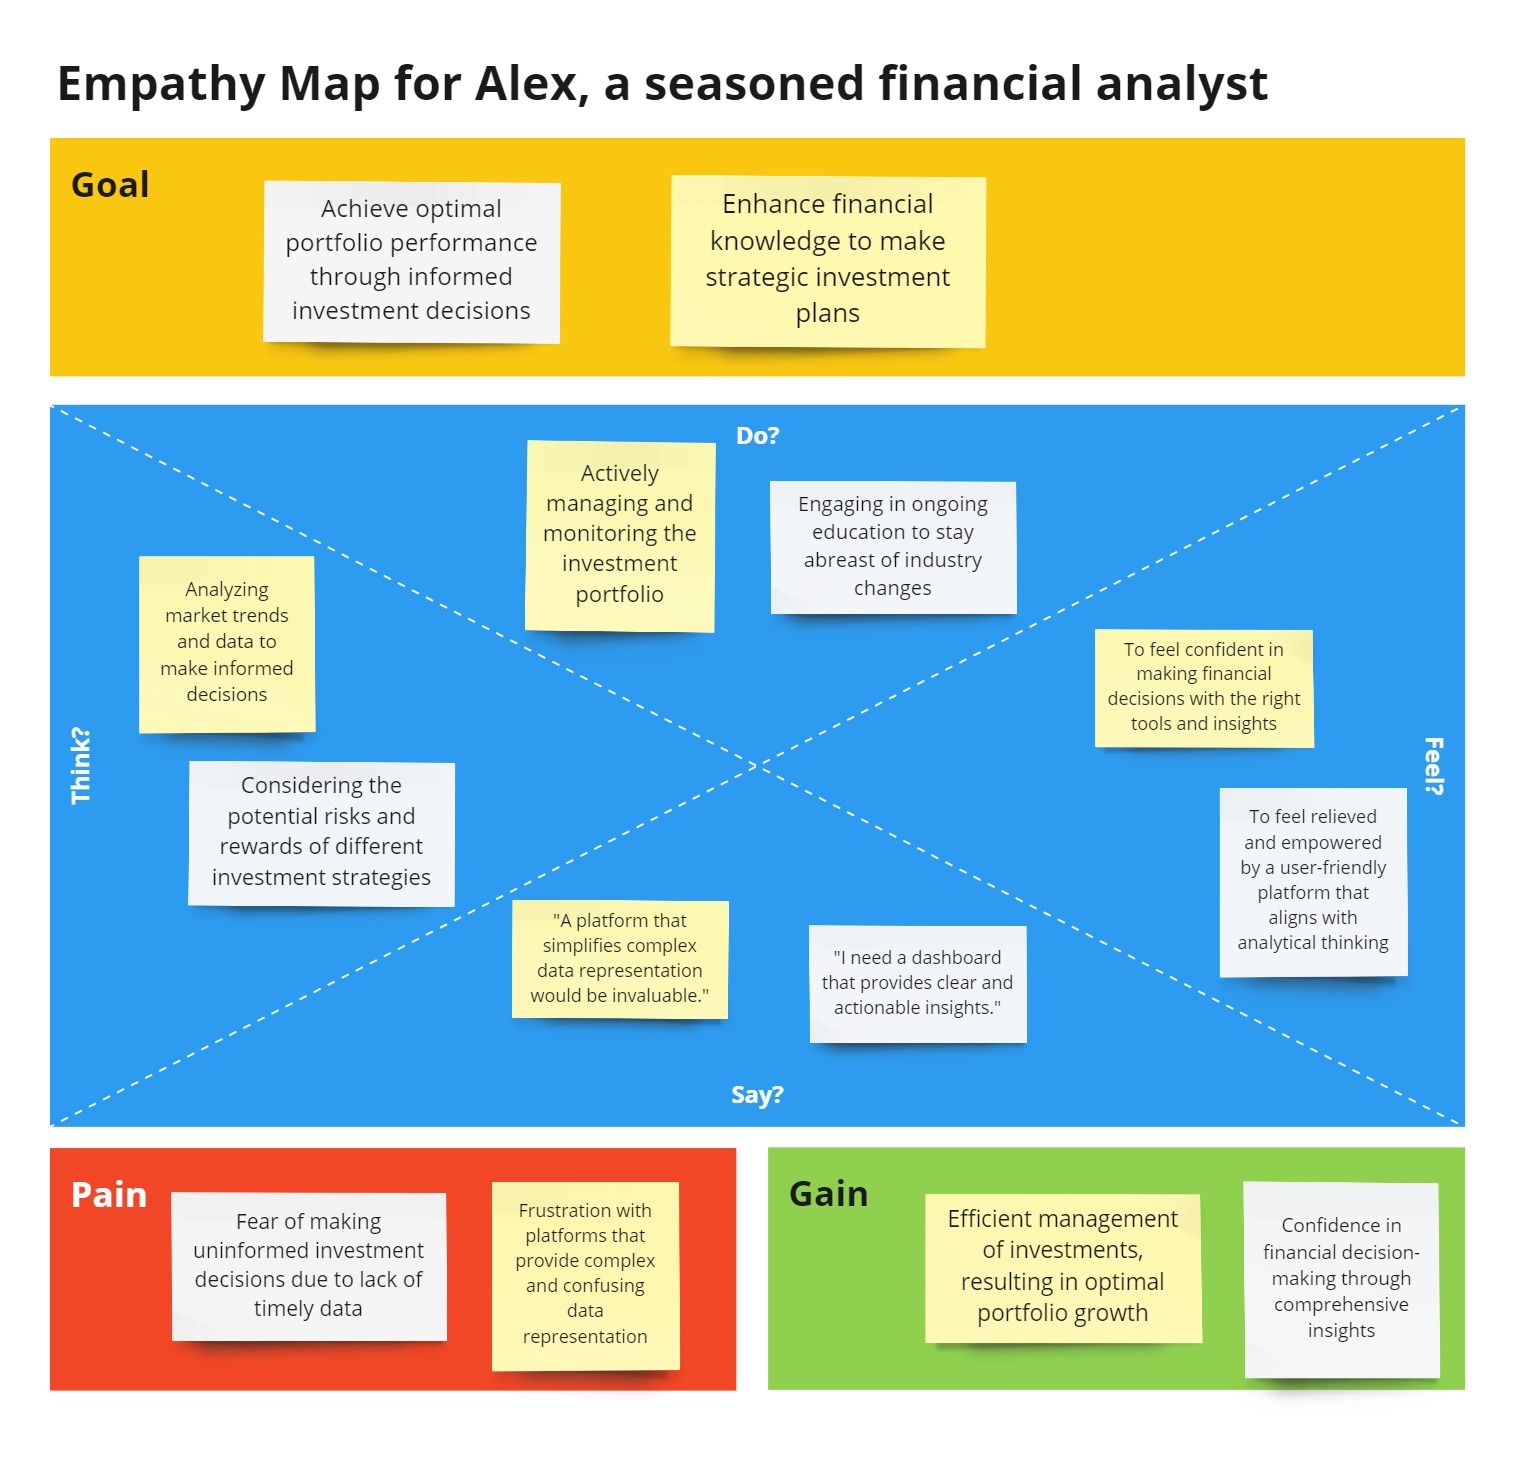 Empathy Map for Alex, a seasoned financial analyst
Goal
Achieve optimal
portfolio performance
through informed
investment decisions
Enhance financial
knowledge to make
strategic investment
plans
Do?
Actively
managing and
monitoring the
investment
portfolio
Engaging in ongoing
education to stay
abreast of industry
changes
Think?
Analyzing
market trends
and data to
make informed
decisions
Considering the
potential risks and
rewards of different
investment strategies
Feel?
To feel confident in
making financial
decisions with the right
tools and insights
To feel relieved
and empowered
by a user-friendly
platform that
aligns with
analytical thinking
"A platform that
simplifies complex
data representation
would be invaluable."
"I need a dashboard
that provides clear and
actionable insights."
Say?
Pain
Fear of making
uninformed investment
decisions due to lack of
timely data
Frustration with
platforms that
provide complex
and confusing
data
representation
Gain
Efficient management
of investments,
resulting in optimal
portfolio growth
Confidence in
financial decision-
making through
comprehensive
insights